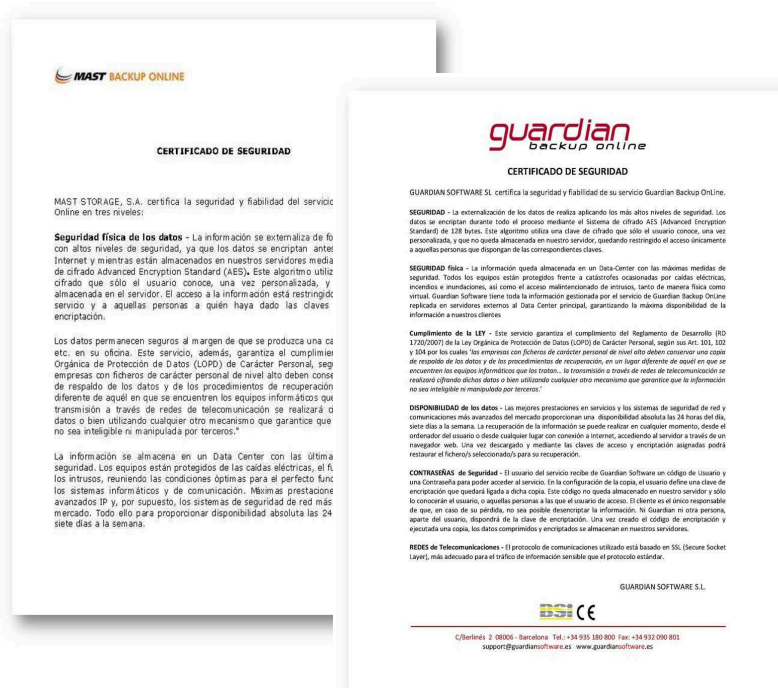 MAST BACKUP ONLINE
CERTIFICADO DE SEGURIDAD
MAST STORAGE, S.A. certifica la seguridad y fiabilidad del servicio
Online en tres niveles:
Seguridad física de los datos - La información se externaliza de fo
con altos niveles de seguridad, ya que los datos se encriptan antes
Internet y mientras están almacenados en nuestros servidores media
de cifrado Advanced Encryption Standard (AES). Este algoritmo utiliz
cifrado que sólo el usuario conoce, una vez personalizada, y
almacenada en el servidor. El acceso a la información está restringido
servicio y a aquellas personas a quién haya dado las claves
encriptación.
Los datos permanecen seguros al margen de que se produzca una ca
etc. en su oficina. Este servicio, además, garantiza el cumplimier
Orgánica de Protección de Datos (LOPD) de Carácter Personal, seg
empresas con ficheros de carácter personal de nivel alto deben conse
de respaldo de los datos y de los procedimientos de recuperación
diferente de aquél en que se encuentren los equipos informáticos que
transmisión a través de redes de telecomunicación se realizará c
datos o bien utilizando cualquier otro mecanismo que garantice que
no sea inteligible ni manipulada por terceros."
La información se almacena en un Data Center con las última
seguridad. Los equipos están protegidos de las caídas eléctricas, el fu
los intrusos, reuniendo las condiciones óptimas para el perfecto func
los sistemas informáticos y de comunicación. Máximas prestacione
avanzados IP y, por supuesto, los sistemas de seguridad de red más
mercado. Todo ello para proporcionar disponibilidad absoluta las 24
siete días a la semana.
guardian
backup online
CERTIFICADO DE SEGURIDAD
GUARDIAN SOFTWARE SL certifica la seguridad y fiabilidad de su servicio Guardian Backup OnLine.
SEGURIDAD - La externalización de los datos de realiza aplicando los más altos niveles de seguridad. Los
datos se encriptan durante todo el proceso mediante el Sistema de cifrado AES (Advanced Encryption
Standard) de 128 bytes. Este algoritmo utiliza una clave de cifrado que sólo el usuario conoce, una vez
personalizada, y que no queda almacenada en nuestro servidor, quedando restringido el acceso únicamente
a aquellas personas que dispongan de las correspondientes claves.
SEGURIDAD física - La información queda almacenada en un Data-Center con las máximas medidas de
seguridad. Todos los equipos están protegidos frente a catástrofes ocasionadas por caídas eléctricas,
incendios e inundaciones, así como el acceso malintencionado de intrusos, tanto de manera física como
virtual. Guardian Software tiene toda la información gestionada por el servicio de Guardian Backup OnLine
replicada en servidores externos al Data Center principal, garantizando la máxima disponibilidad de la
información a nuestros clientes
Cumplimiento de la LEY - Este servicio garantiza el cumplimiento del Reglamento de Desarrollo (RD
1720/2007) de la Ley Orgánica de Protección de Datos (LOPD) de Carácter Personal, según sus Art. 101, 102
y 104 por los cuales 'las empresas con ficheros de carácter personal de nivel alto deben conservar una copia
de respaldo de los datos y de los procedimientos de recuperación, en un lugar diferente de aquél en que se
encuentren los equipos informáticos que los tratan... la transmisión a través de redes de telecomunicación se
realizará cifrando dichos datos o bien utilizando cualquier otro mecanismo que garantice que la información
no sea inteligible ni manipulada por terceros.'
DISPONIBILIDAD de los datos - Las mejores prestaciones en servicios y los sistemas de seguridad de red y
comunicaciones más avanzados del mercado proporcionan una disponibilidad absoluta las 24 horas del día,
siete días a la semana. La recuperación de la información se puede realizar en cualquier momento, desde el
ordenador del usuario o desde cualquier lugar con conexión a Internet, accediendo al servidor a través de un
navegador web. Una vez descargado y mediante las claves de acceso y encriptación asignadas podrá
restaurar el fichero/s seleccionado/s para su recuperación.
CONTRASEÑAS de Seguridad - El usuario del servicio recibe de Guardian Software un código de Usuario y
una Contraseña para poder acceder al servicio. En la configuración de la copia, el usuario define una clave de
encriptación que quedará ligada a dicha copia. Este código no queda almacenado en nuestro servidor y sólo
lo conocerán el usuario, o aquellas personas a las que el usuario de acceso. El cliente es el único responsable
de que, en caso de su pérdida, no sea posible desencriptar la información. Ni Guardian ni otra persona,
aparte del usuario, dispondrá de la clave de encriptación. Una vez creado el código de encriptación y
ejecutada una copia, los datos comprimidos y encriptados se almacenan en nuestros servidores.
REDES de Telecomunicaciones - El protocolo de comunicaciones utilizado está basado en SSL (Secure Socket
Layer), más adecuado para el tráfico de información sensible que el protocolo estándar.
GUARDIAN SOFTWARE S.L.
BSi CE
C/Berlinés 2 08006 - Barcelona Tel.: +34 935 180 800 Fax: +34 932 090 801
support@guardiansoftware.es www.guardiansoftware.es